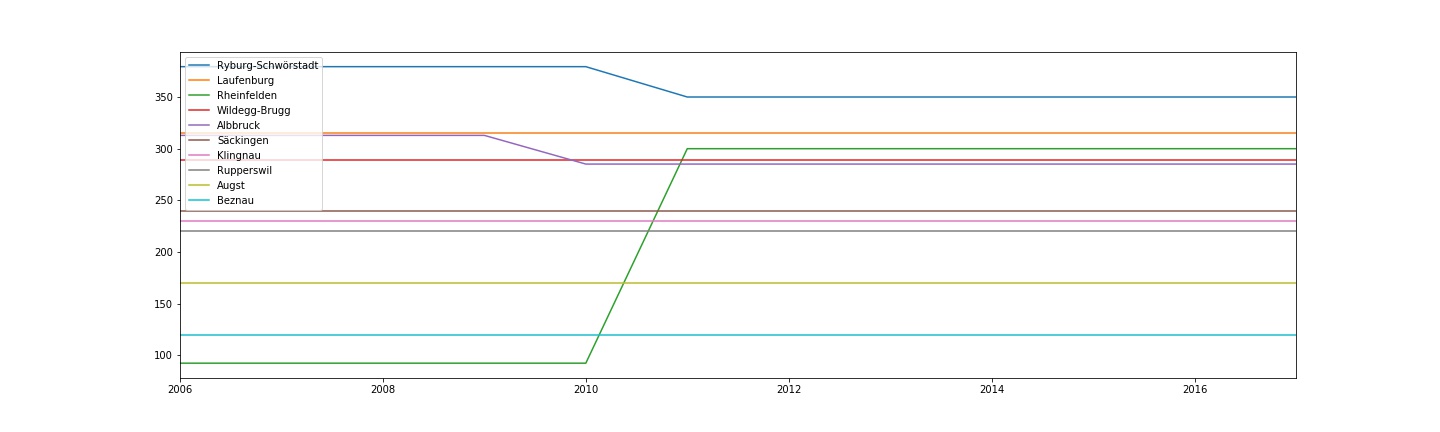 Ryburg-Schwörstadt
Laufenburg
Rheinfelden
Wildegg-Brugg
Albbruck
Säckingen
Klingnau
Rupperswil
Augst
Beznau
350
300
250
200
150
100
2006 2008 2010 2012 2014 2016